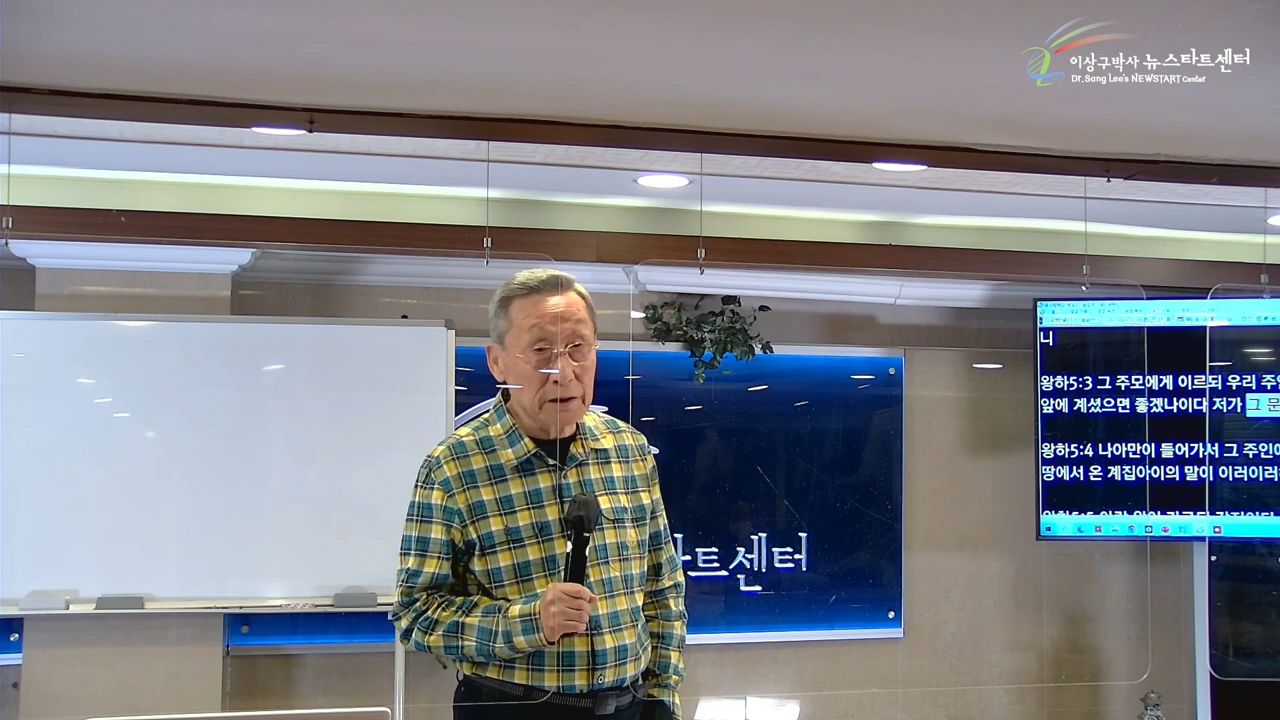 이상구박사 뉴스타트센터
Dr. Sang Lee's NEWSTART Center
니
왕하5:3 그 주모에게 이르되 우리 주인
앞에 계셨으면 좋겠나이다 저가 그 문
왕하5:4 나아만이 들어가서 그 주인에
땅에서 온 계집아이의 말이 이러이러
타트센터